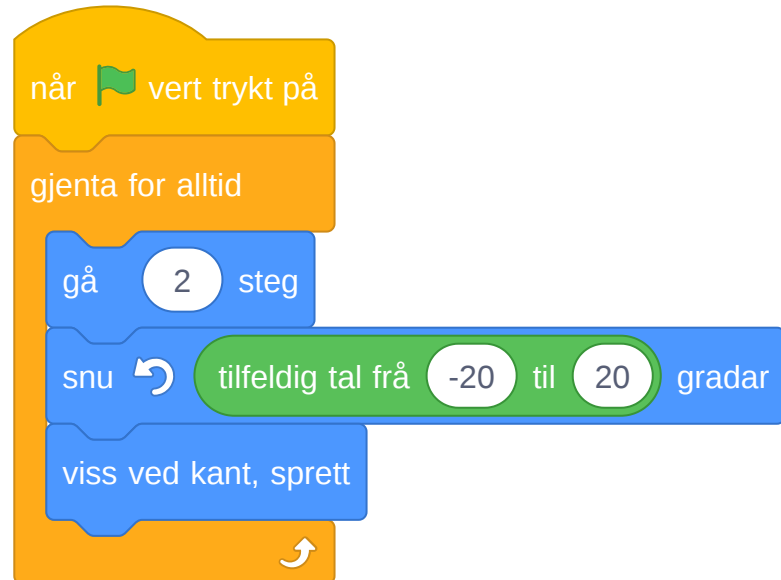 når vert trykt på
gjenta for alltid
gå 2 steg
snu tilfeldig tal frå -20 til 20 gradar
viss ved kant, sprett